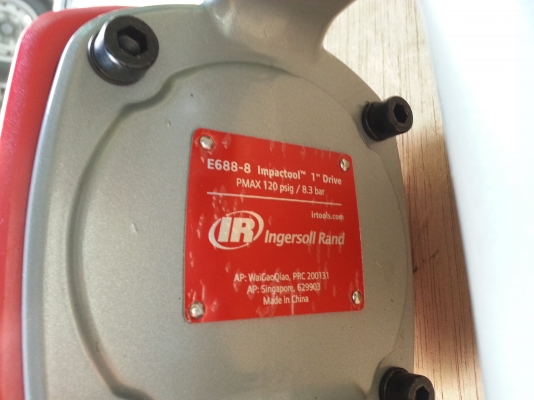 E688-8 Impactool™ 1" Drive
PMAX 120 psig / 8.3 bar
irtools.com
IR Ingersoll Rand
AP: WaiGaoQiao, PRC 200131
AP: Singapore, 629903
Made in China